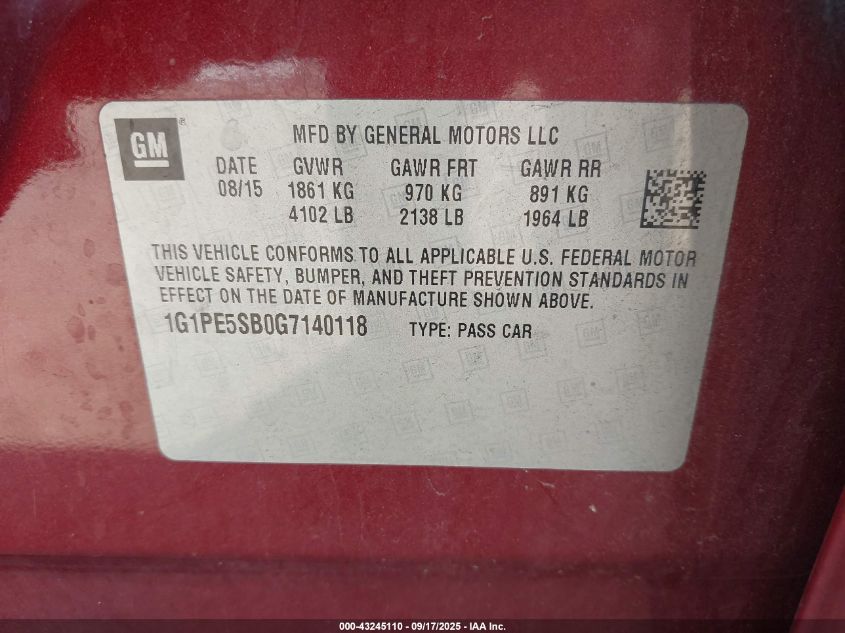 GM®
MFD BY GENERAL MOTORS LLC
DATE GVWR GAWR FRT GAWR RR
08/15 1861 KG 970 KG 891 KG
4102 LB 2138 LB 1964 LB
THIS VEHICLE CONFORMS TO ALL APPLICABLE U.S. FEDERAL MOTOR
VEHICLE SAFETY, BUMPER, AND THEFT PREVENTION STANDARDS IN
EFFECT ON THE DATE OF MANUFACTURE SHOWN ABOVE.
1G1PE5SB0G7140118 TYPE: PASS CAR
000-43245110 - 09/17/2025 - IAA Inc.